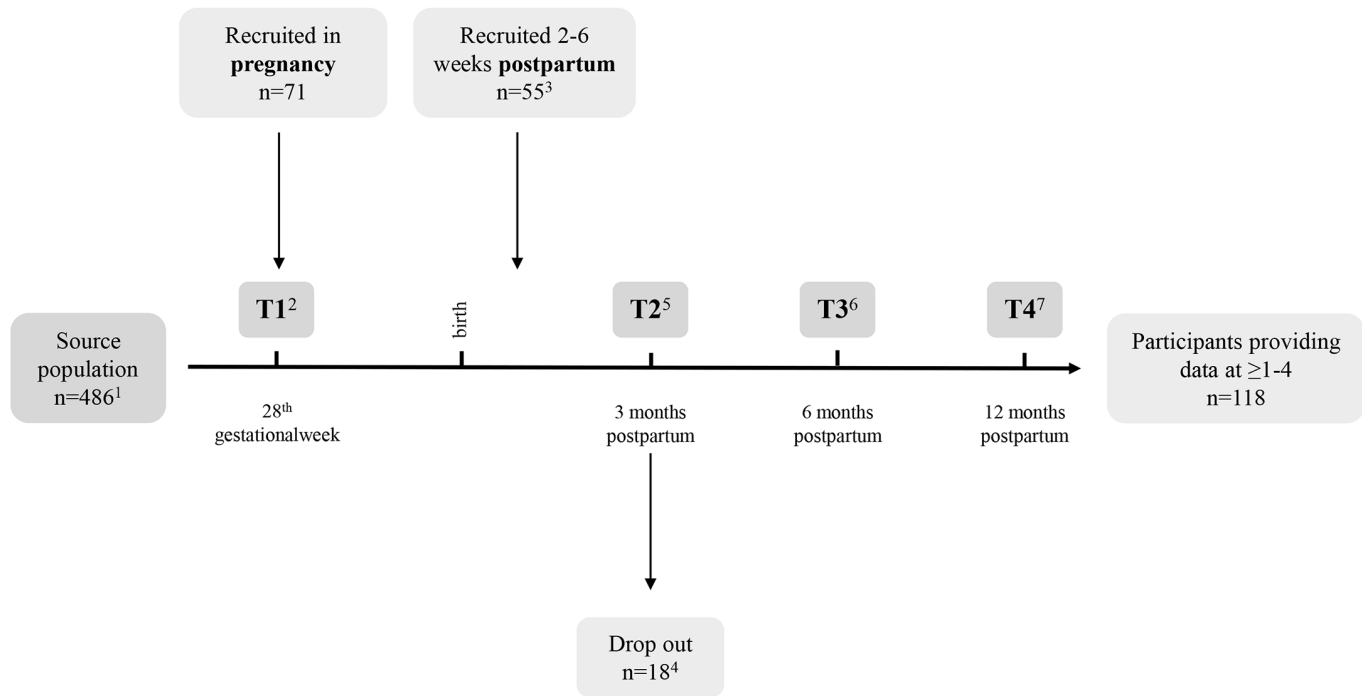 Recruited in
pregnancy
n=71
Recruited 2-6
weeks postpartum
n=55³
T1²
birth
T2⁵
T3⁶
T4⁷
Source
population
n=486¹
Participants providing
data at ≥1-4
n=118
28ᵗʰ
gestationalweek
3 months
postpartum
6 months
postpartum
12 months
postpartum
Drop out
n=18⁴